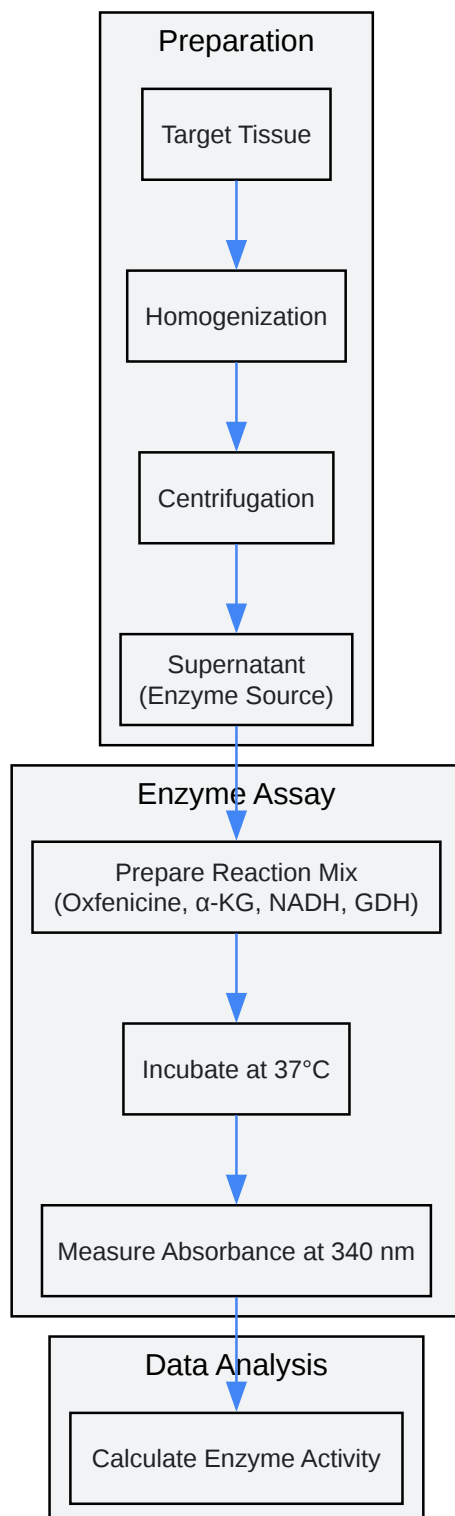 Preparation
Target Tissue
Homogenization
Centrifugation
Supernatant
(Enzyme Source)
Enzyme Assay
Prepare Reaction Mix
(Oxfenicine, α-KG, NADH, GDH)
Incubate at 37°C
Measure Absorbance at 340 nm
Data Analysis
Calculate Enzyme Activity